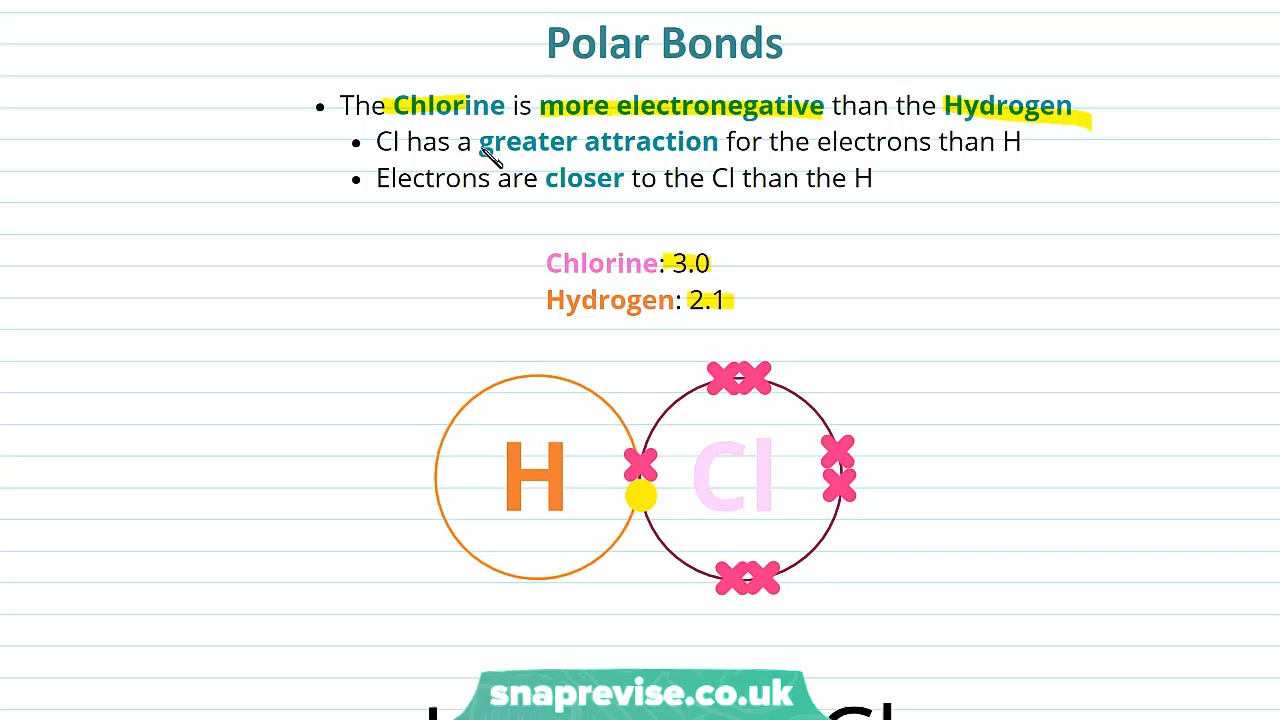 Polar Bonds
• The Chlorine is more electronegative than the Hydrogen
• Cl has a greater attraction for the electrons than H
• Electrons are closer to the Cl than the H
Chlorine: 3.0
Hydrogen: 2.1
H Cl
snaprevise.co.uk
Cl